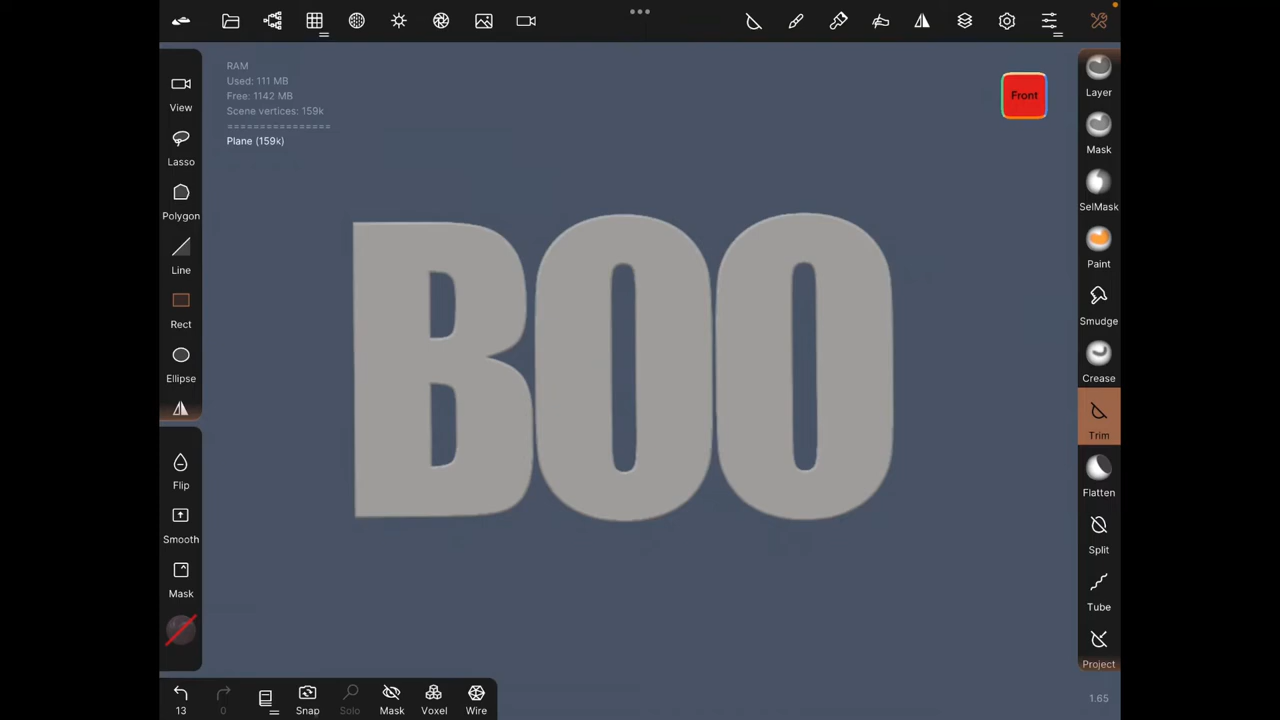 RAM
Used: 111 MB
Free: 1142 MB
Scene vertices: 159k
================
Plane (159k)
Front
BOO
View
Lasso
Polygon
Line
Rect
Ellipse
Flip
Smooth
Mask
Layer
Mask
SelMask
Paint
Smudge
Crease
Trim
Flatten
Split
Tube
Project
13
0
Snap
Solo
Mask
Voxel
Wire
1.65